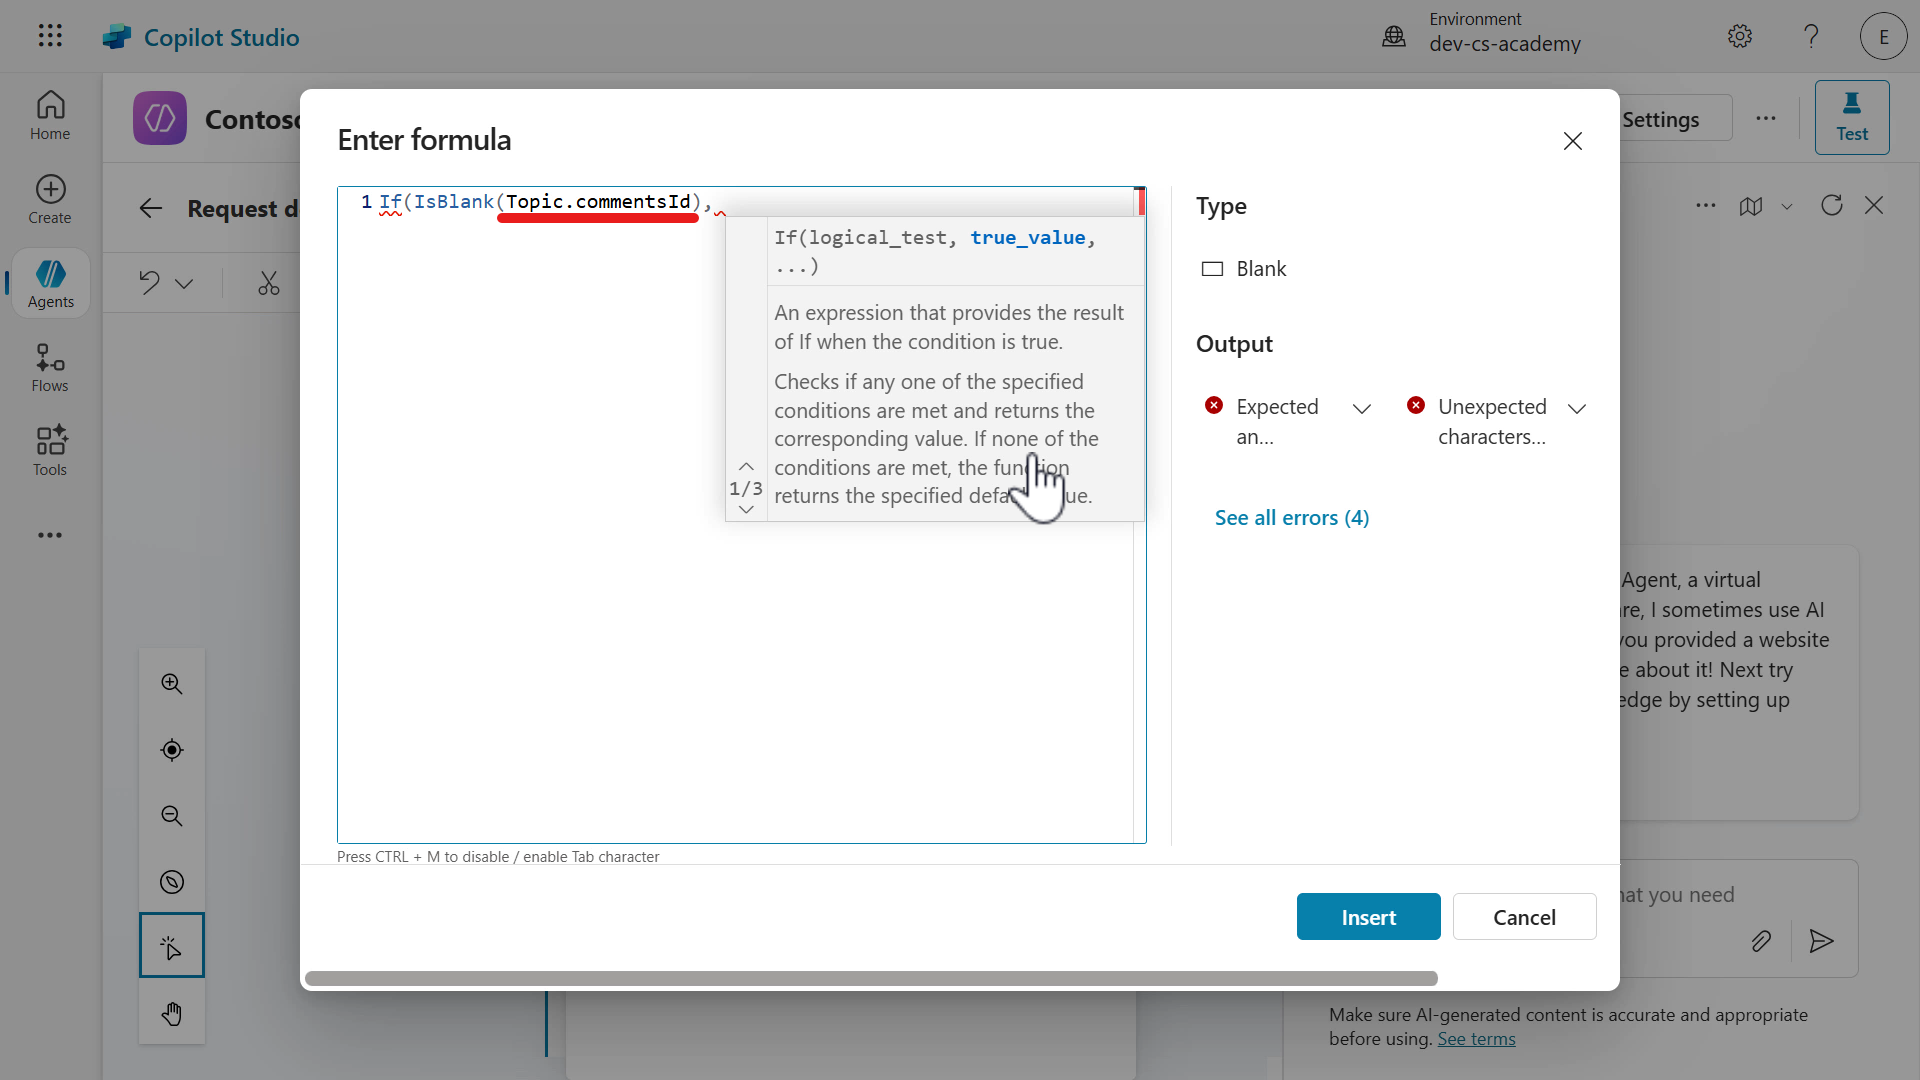 Copilot Studio
Environment
dev-cs-academy
E
Home
Create
Agents
Flows
Tools
Contoso
Settings
Test
Request d
Enter formula
1 If(IsBlank(Topic.commentsId),
If(logical_test, true_value,
...)
An expression that provides the result
of If when the condition is true.
Checks if any one of the specified
conditions are met and returns the
corresponding value. If none of the
conditions are met, the function
returns the specified ue.
1/3
Type
Blank
Output
Expected
an...
Unexpected
characters...
See all errors (4)
Press CTRL + M to disable / enable Tab character
Insert
Cancel
Agent, a virtual
re, I sometimes use AI
you provided a website
e about it! Next try
edge by setting up
at you need
Make sure AI-generated content is accurate and appropriate
before using. See terms